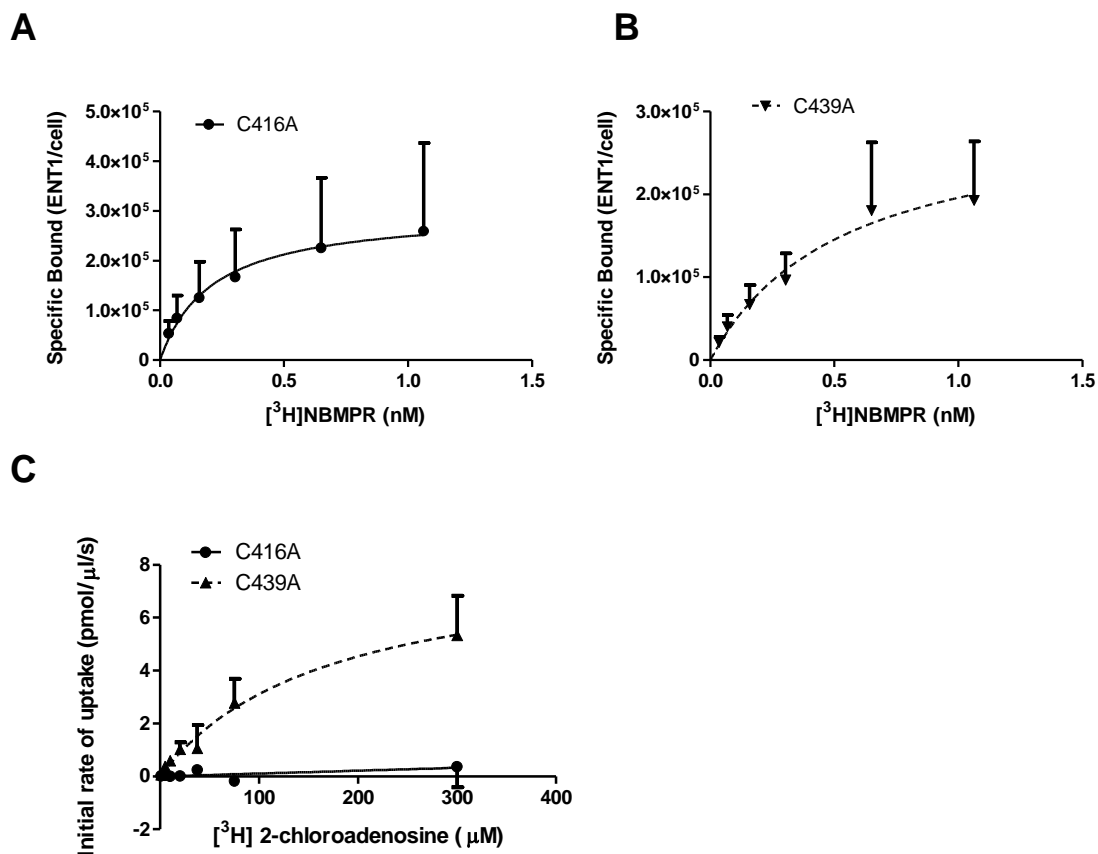 A
Specific Bound (ENT1/cell)
5.0×10⁵
4.0×10⁵
3.0×10⁵
2.0×10⁵
1.0×10⁵
0
C416A
0.0 0.5 1.0 1.5
[³H]NBMPR (nM)
B
Specific Bound (ENT1/cell)
3.0×10⁵
2.0×10⁵
1.0×10⁵
0
C439A
0.0 0.5 1.0 1.5
[³H]NBMPR (nM)
C
Initial rate of uptake (pmol/μl/s)
8
6
4
2
0
-2
C416A
C439A
100 200 300 400
[³H] 2-chloroadenosine ( μM)